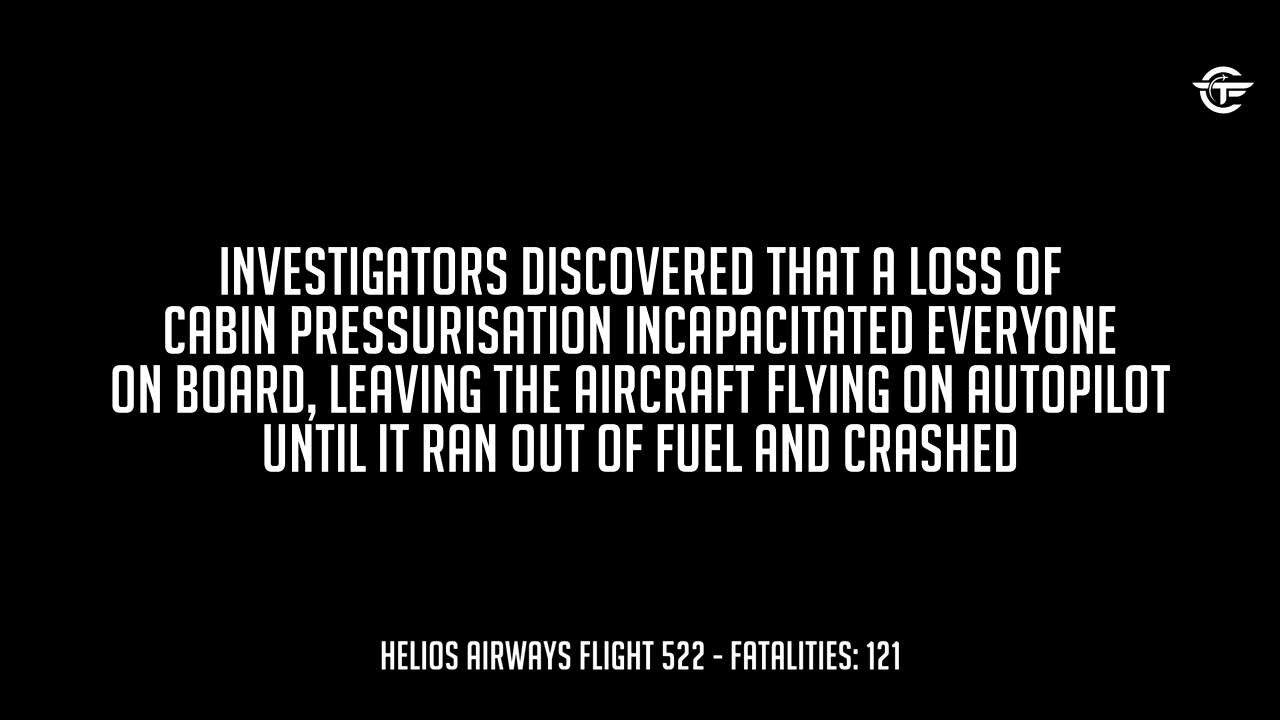 INVESTIGATORS DISCOVERED THAT A LOSS OF
CABIN PRESSURISATION INCAPACITATED EVERYONE
ON BOARD, LEAVING THE AIRCRAFT FLYING ON AUTOPILOT
UNTIL IT RAN OUT OF FUEL AND CRASHED
HELIOS AIRWAYS FLIGHT 522 - FATALITIES: 121